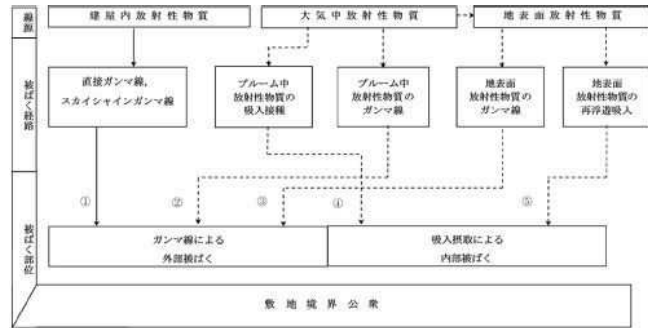 線源
建屋内放射性物質
大気中放射性物質
地表面放射性物質
被ばく経路
直接ガンマ線,
スカイシャインガンマ線
プルーム中
放射性物質の
吸入接種
プルーム中
放射性物質の
ガンマ線
地表面
放射性物質の
ガンマ線
地表面
放射性物質の
再浮遊吸入
①
②
③
④
⑤
被ばく部位
ガンマ線による
外部被ばく
吸入摂取による
内部被ばく
敷地境界公衆